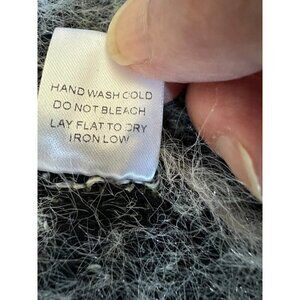 HAND WASH COLD
DO NOT BLEACH
LAY FLAT TO DRY
IRON LOW